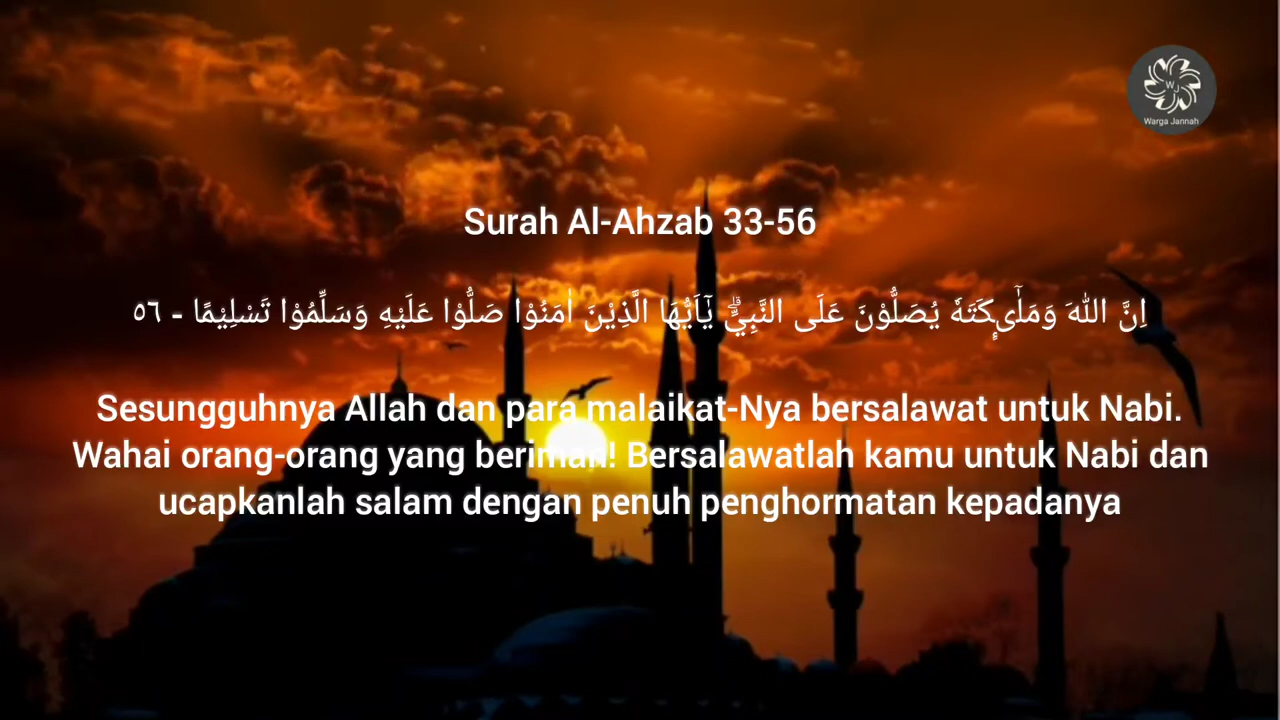 W J
Warga Jannah
Surah Al-Ahzab 33-56
اِنَّ اللّٰهَ وَمَلٰۤىِٕكَتَهٗ يُصَلُّوْنَ عَلَى النَّبِيِّۗ يٰٓاَيُّهَا الَّذِيْنَ اٰمَنُوْا صَلُّوْا عَلَيْهِ وَسَلِّمُوْا تَسْلِيْمًا - ٥٦
Sesungguhnya Allah dan para malaikat-Nya bersalawat untuk Nabi.
Wahai orang-orang yang beriman! Bersalawatlah kamu untuk Nabi dan
ucapkanlah salam dengan penuh penghormatan kepadanya